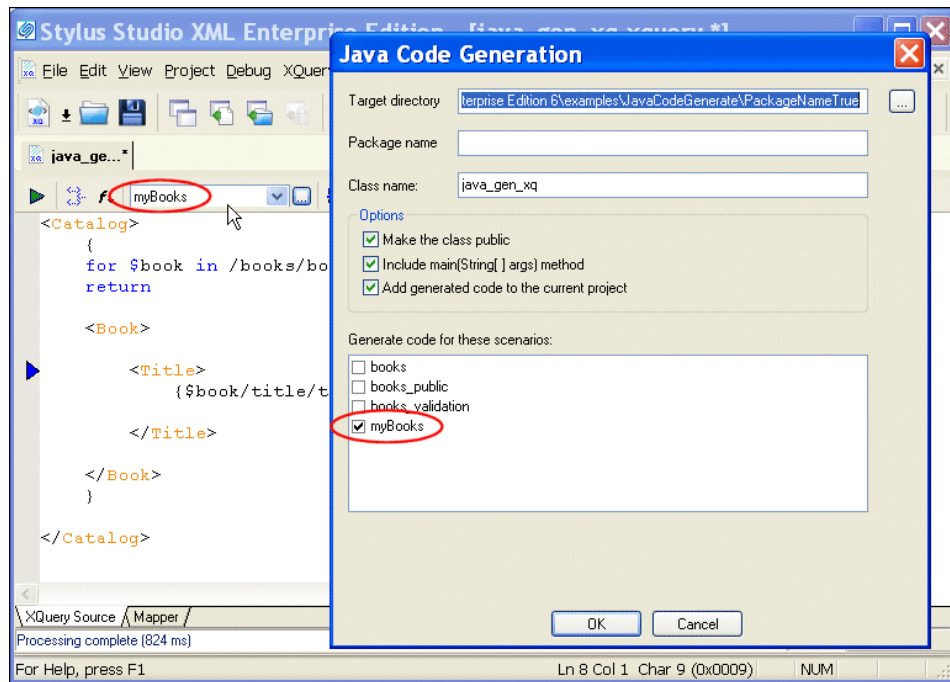 Stylus Studio XML Enterprise Edition - [java_gen_xq.xquery *]
File Edit View Project Debug XQuer
java_ge...*
myBooks
<Catalog>
{
for $book in /books/bo
return
<Book>
<Title>
{$book/title/t
</Title>
</Book>
}
</Catalog>
XQuery Source Mapper
Processing complete (824 ms)
For Help, press F1 Ln 8 Col 1 Char 9 (0x0009) NUM
Java Code Generation
Target directory terprise Edition 6\examples\JavaCodeGenerate\PackageNameTrue ...
Package name
Class name: java_gen_xq
Options
Make the class public
Include main(String[ ] args) method
Add generated code to the current project
Generate code for these scenarios:
books
books_public
books_validation
myBooks
OK Cancel